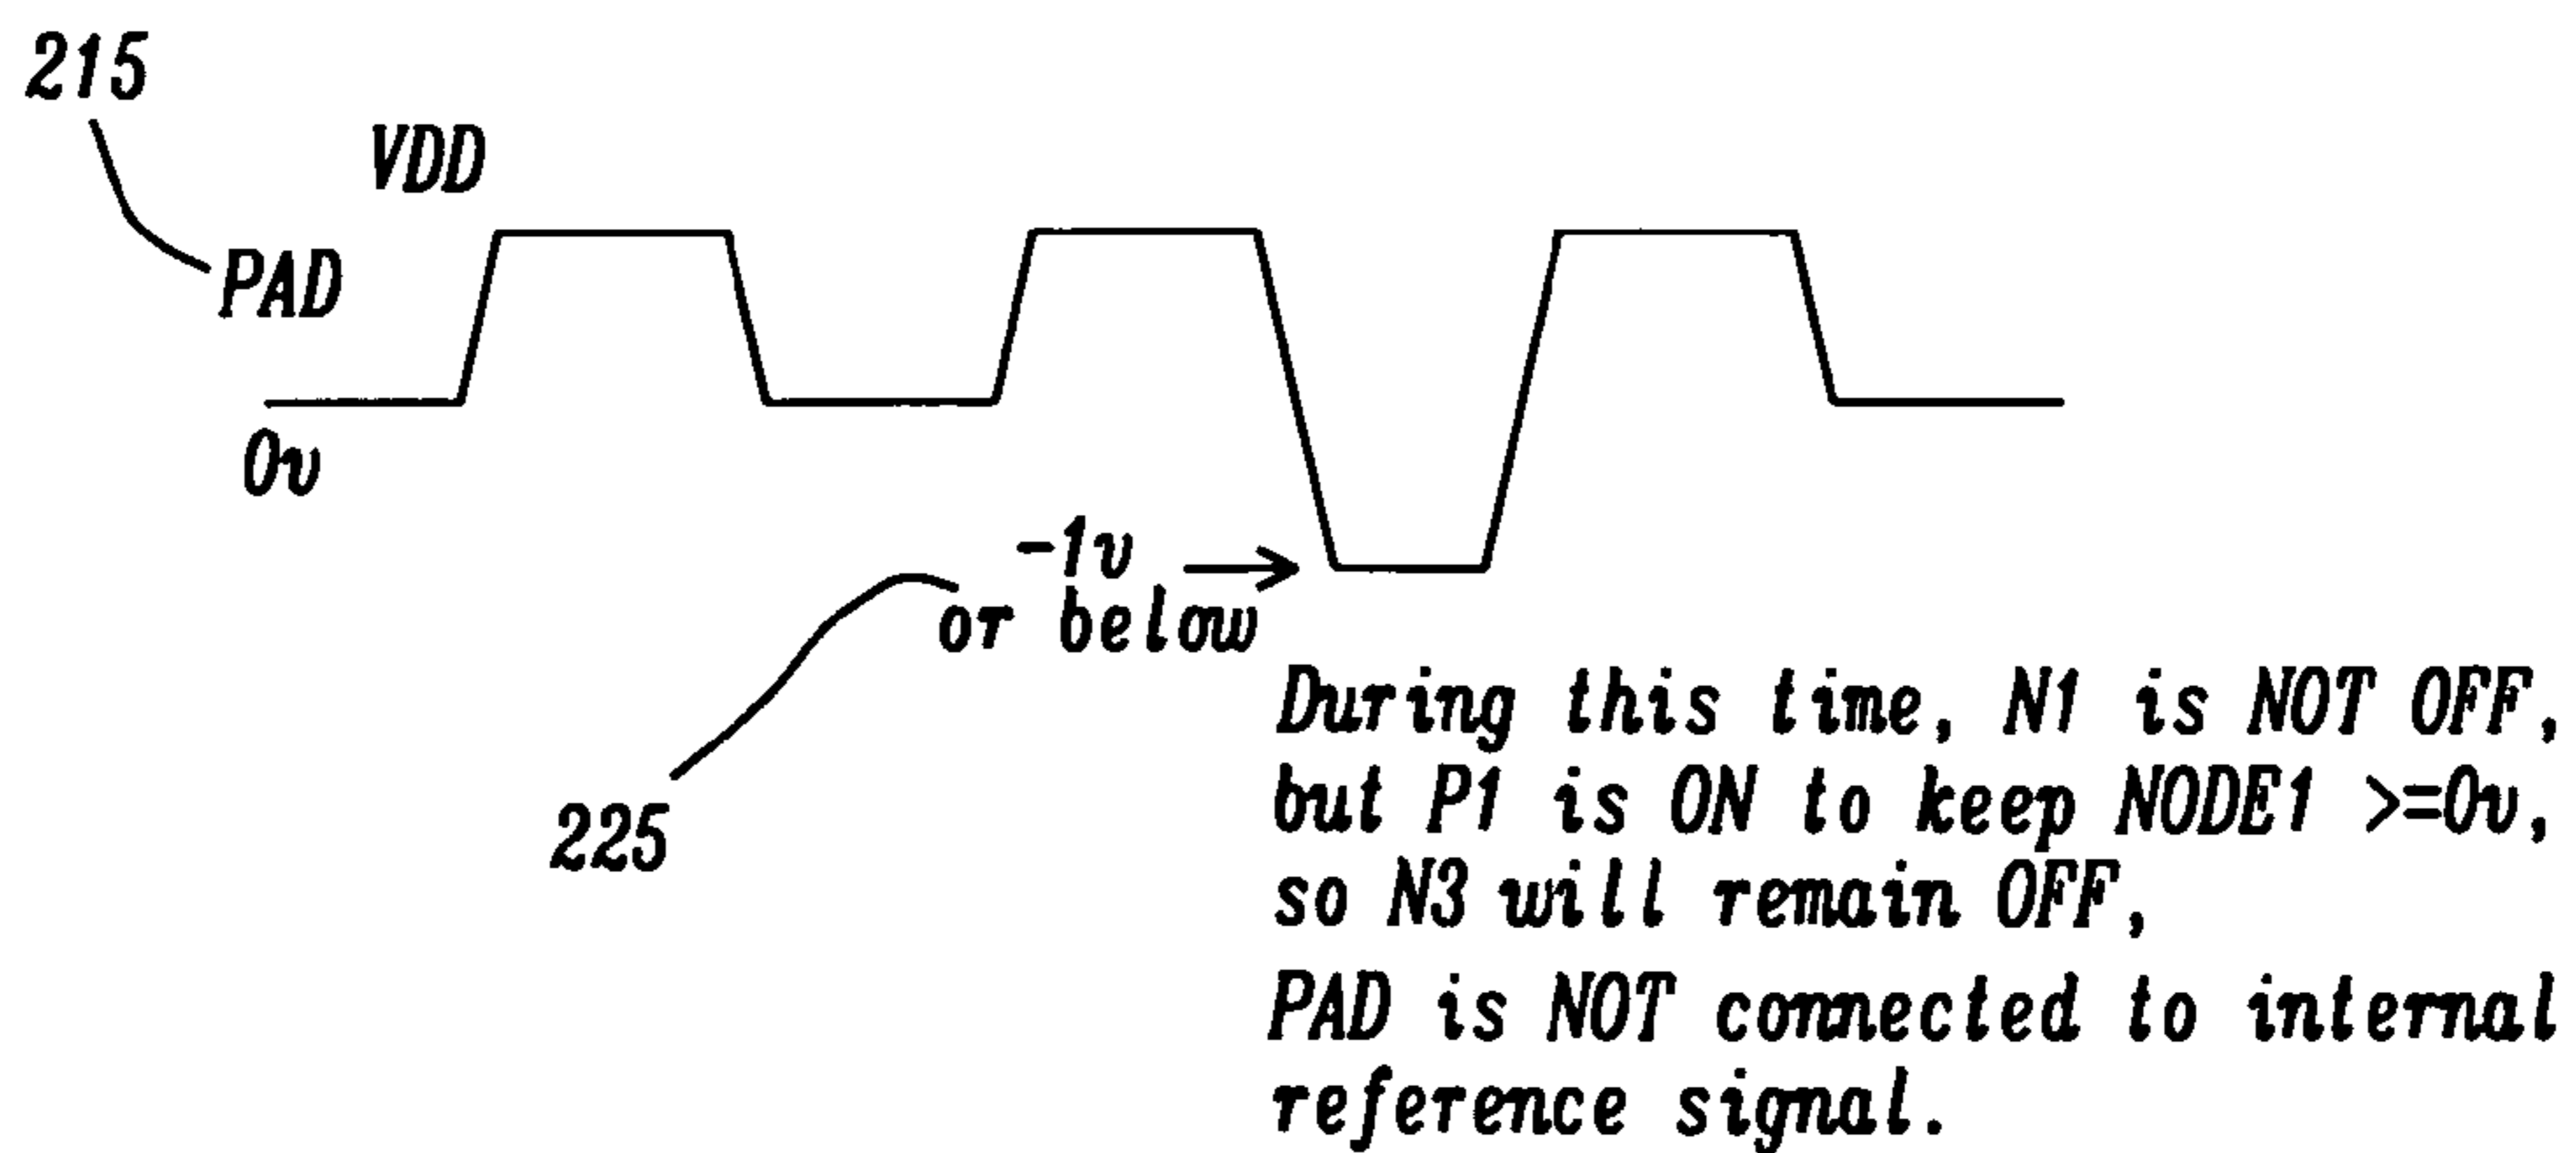 215
VDD
PAD
0v
-1v
or below
225
During this time, N1 is NOT OFF,
but P1 is ON to keep NODE1 >=0v,
so N3 will remain OFF,
PAD is NOT connected to internal
reference signal.